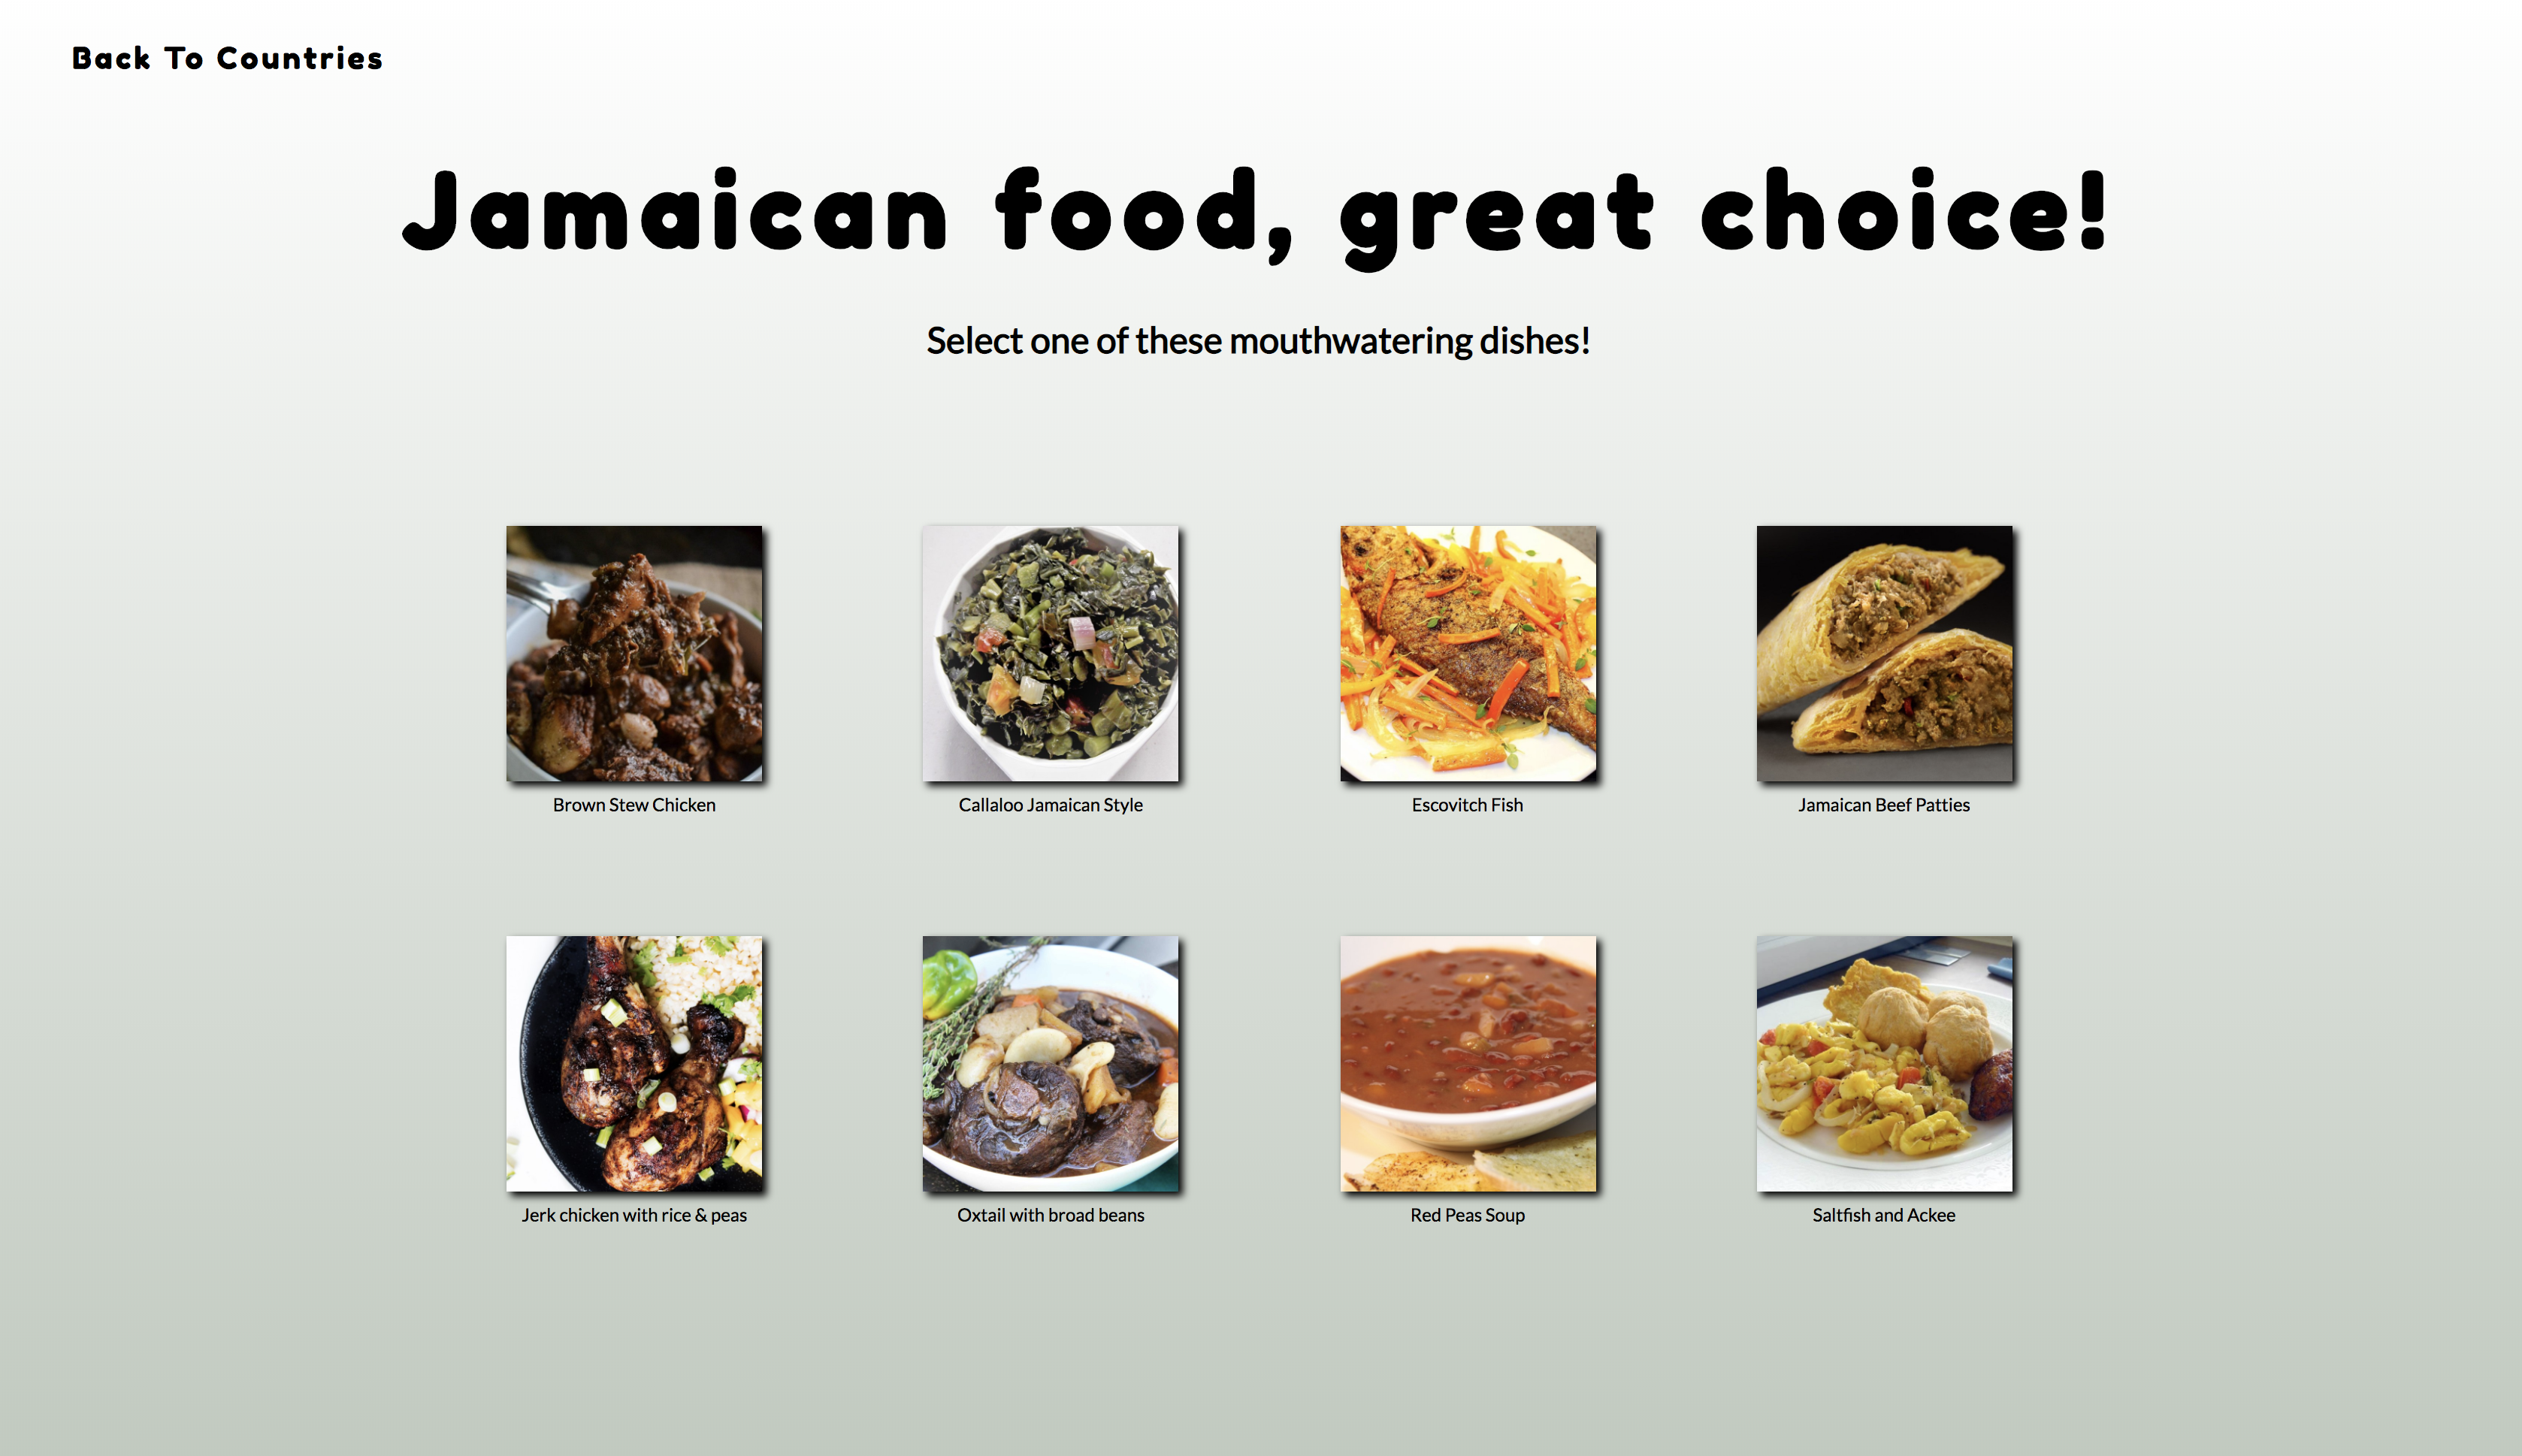 Back To Countries
Jamaican food, great choice!
Select one of these mouthwatering dishes!
Brown Stew Chicken
Callaloo Jamaican Style
Escovitch Fish
Jamaican Beef Patties
Jerk chicken with rice & peas
Oxtail with broad beans
Red Peas Soup
Saltfish and Ackee